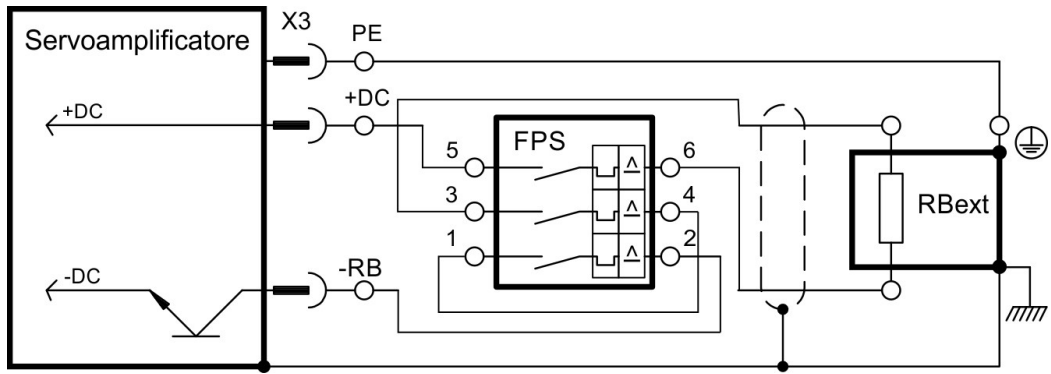 X3
PE
Servoamplificatore
+DC
+DC
FPS
5
6
3
4
RBext
1
2
-RB
-DC